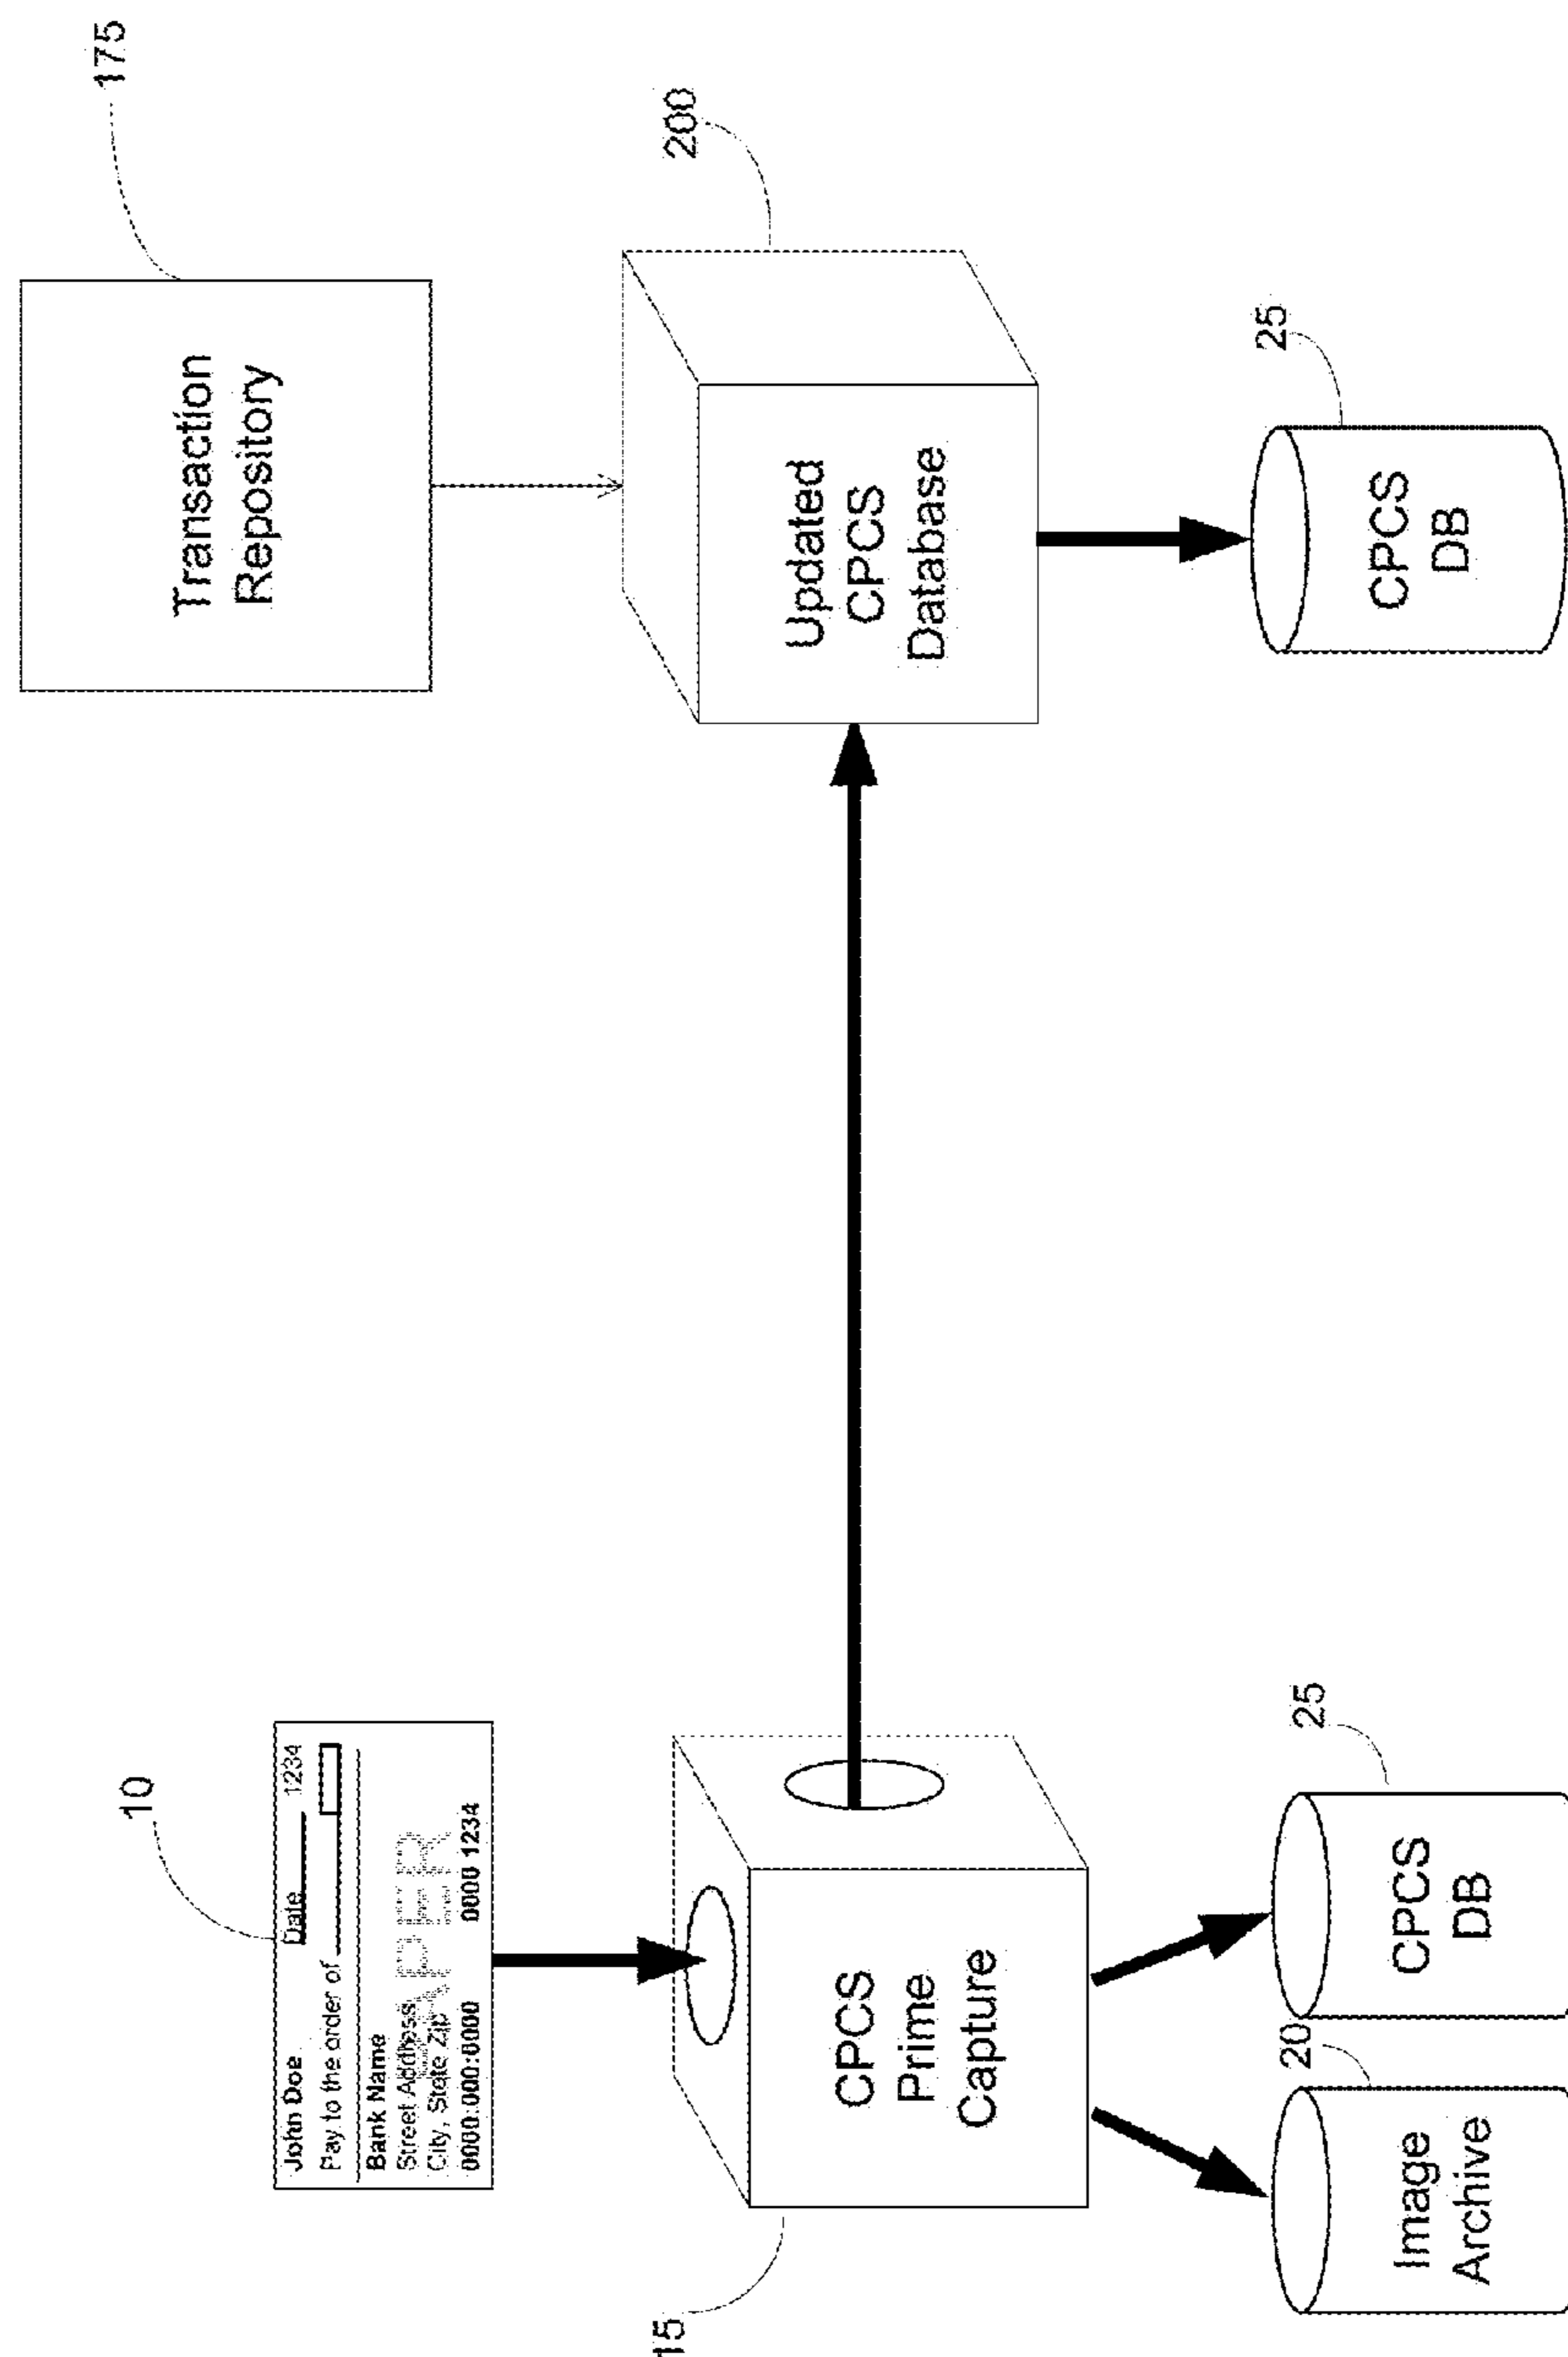 10
John Doe Date 1234
Pay to the order of
Bank Name
Street Address
City, State Zip
PAPER
0000:000:0000 0000 1234
175
Transaction
Repository
15
CPCS
Prime
Capture
200
Updated
CPCS
Database
20
Image
Archive
25
CPCS
DB
25
CPCS
DB